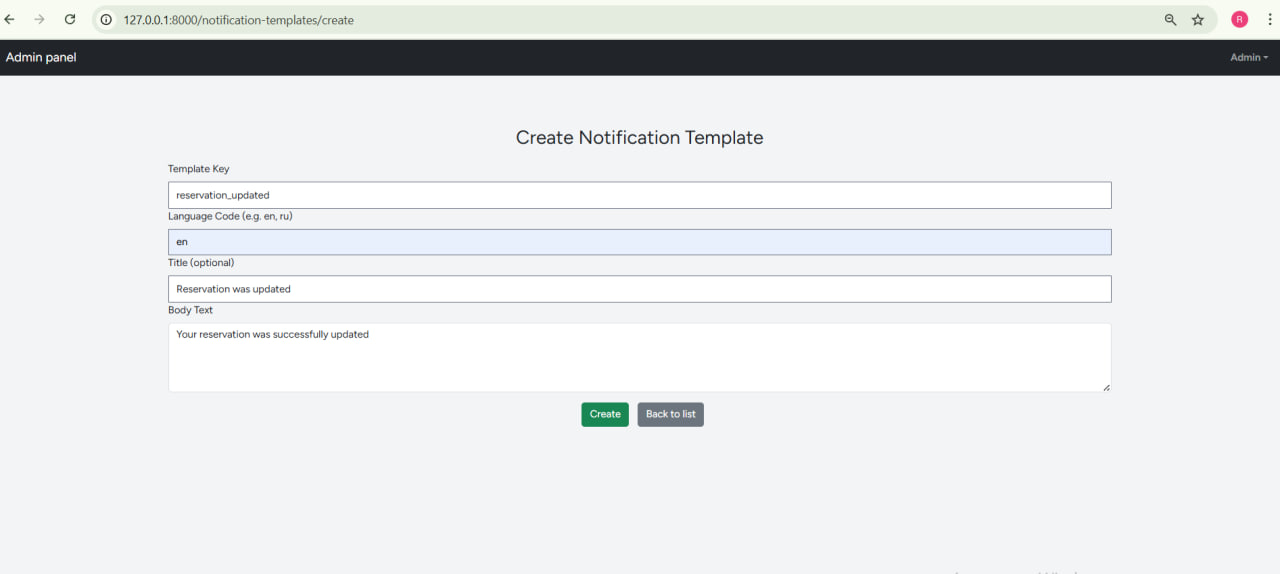 127.0.0.1:8000/notification-templates/create
R
Admin panel
Admin
Create Notification Template
Template Key
reservation_updated
Language Code (e.g. en, ru)
en
Title (optional)
Reservation was updated
Body Text
Your reservation was successfully updated
Create
Back to list